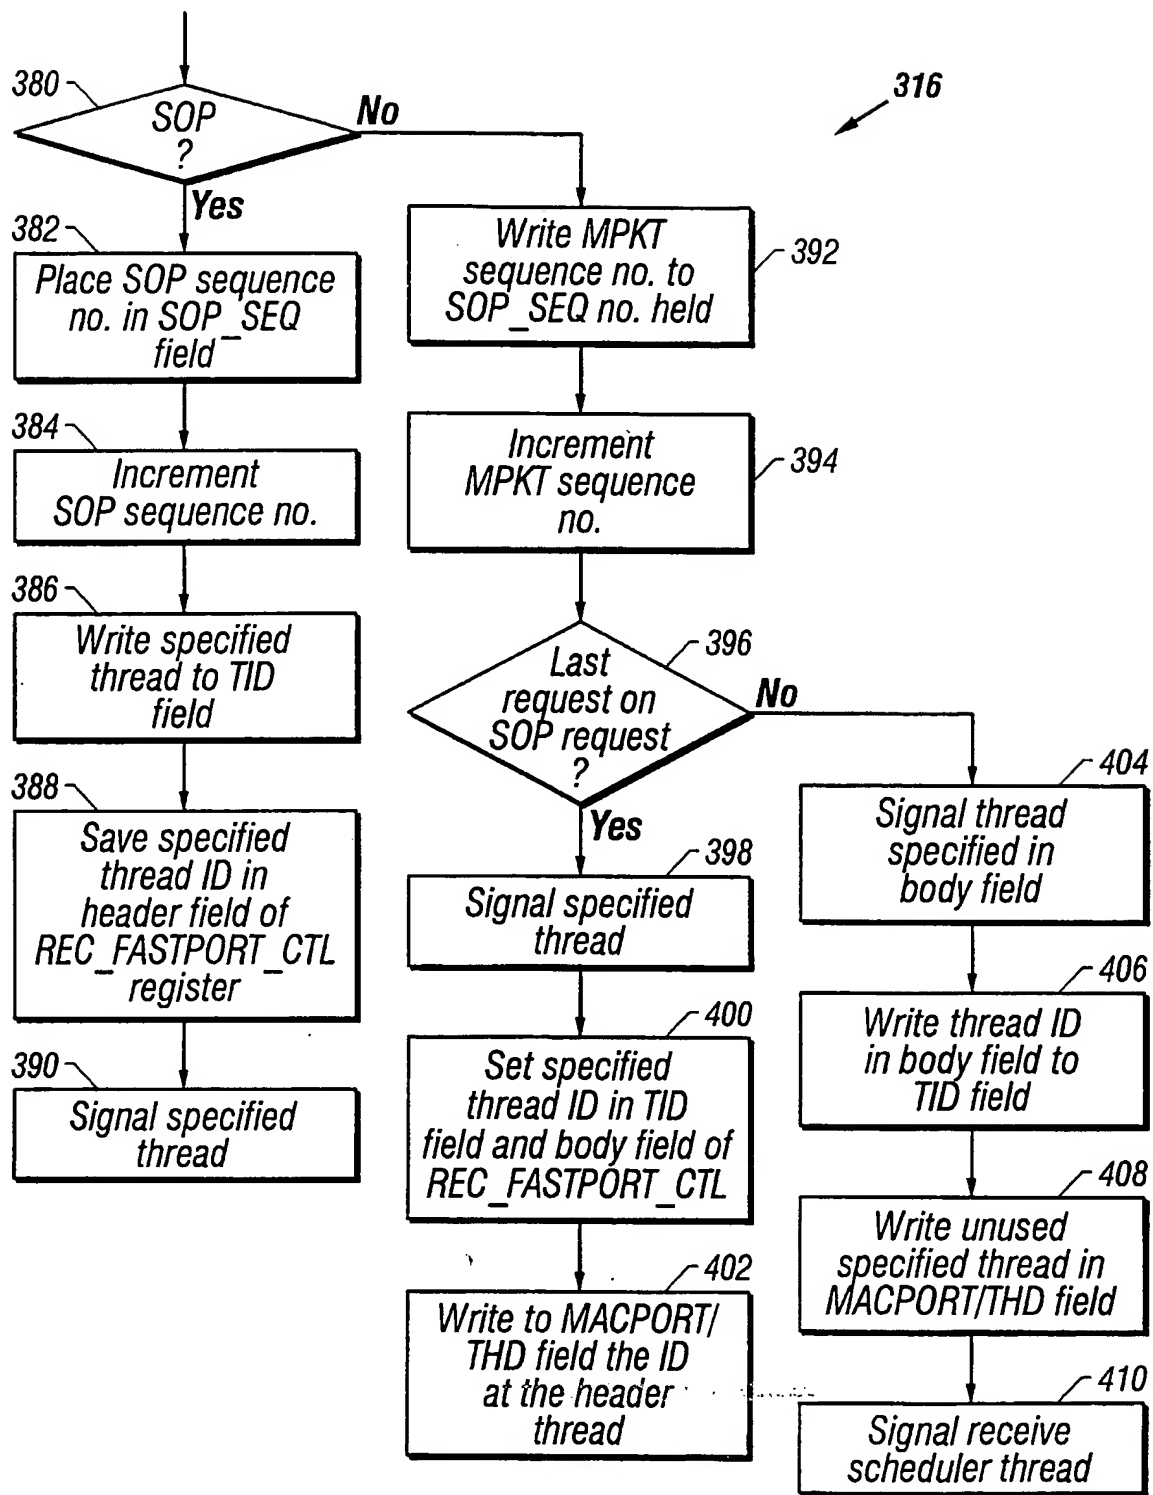 316
380
SOP
?
No
Yes
382
Place SOP sequence
no. in SOP_SEQ
field
384
Increment
SOP sequence no.
386
Write specified
thread to TID
field
388
Save specified
thread ID in
header field of
REC_FASTPORT_CTL
register
390
Signal specified
thread
392
Write MPKT
sequence no. to
SOP_SEQ no. held
394
Increment
MPKT sequence
no.
396
Last
request on
SOP request
?
No
Yes
398
Signal specified
thread
400
Set specified
thread ID in TID
field and body field of
REC_FASTPORT_CTL
402
Write to MACPORT/
THD field the ID
at the header
thread
404
Signal thread
specified in
body field
406
Write thread ID
in body field to
TID field
408
Write unused
specified thread in
MACPORT/THD field
410
Signal receive
scheduler thread